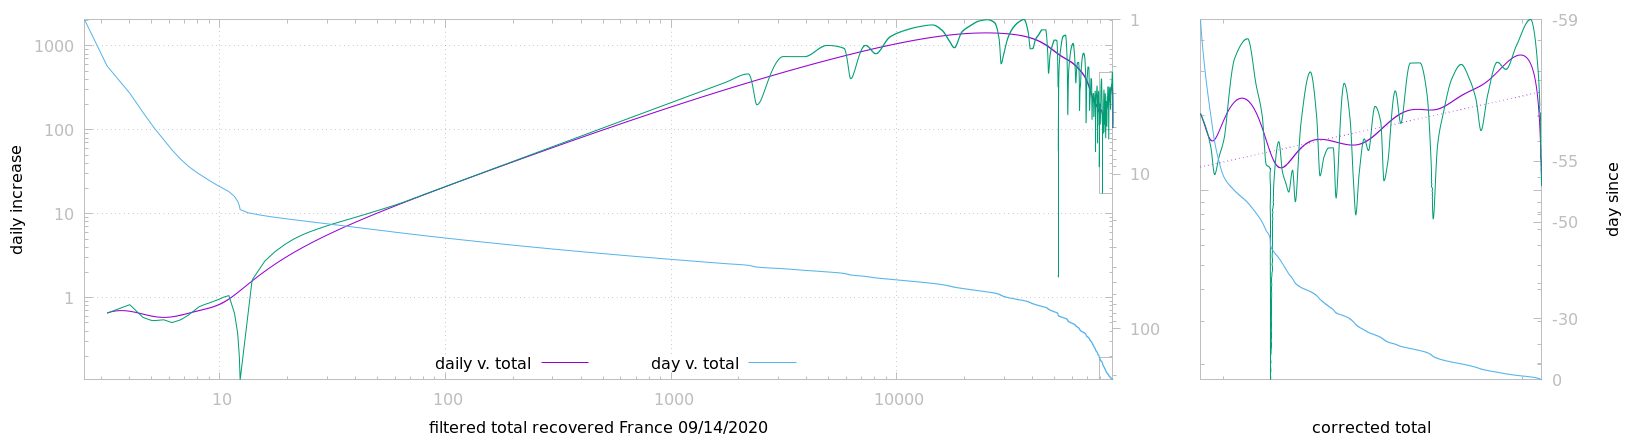 daily increase
1000
100
10
1
10
100
1000
10000
1
10
100
daily v. total
day v. total
filtered total recovered France 09/14/2020
-59
-55
-50
-30
0
day since
corrected total